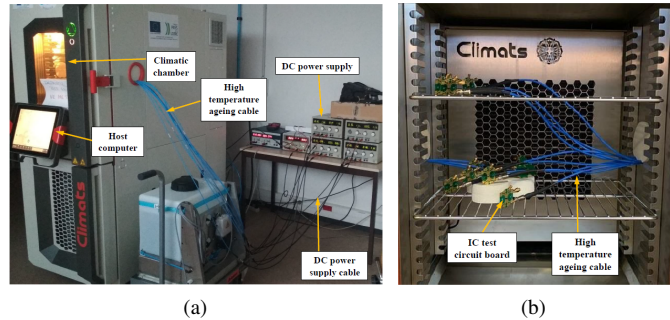 Climatic
chamber
High
temperature
ageing cable
Host
computer
DC power supply
DC power
supply cable
Climats
(a)
Climats
IC test
circuit board
High
temperature
ageing cable
(b)